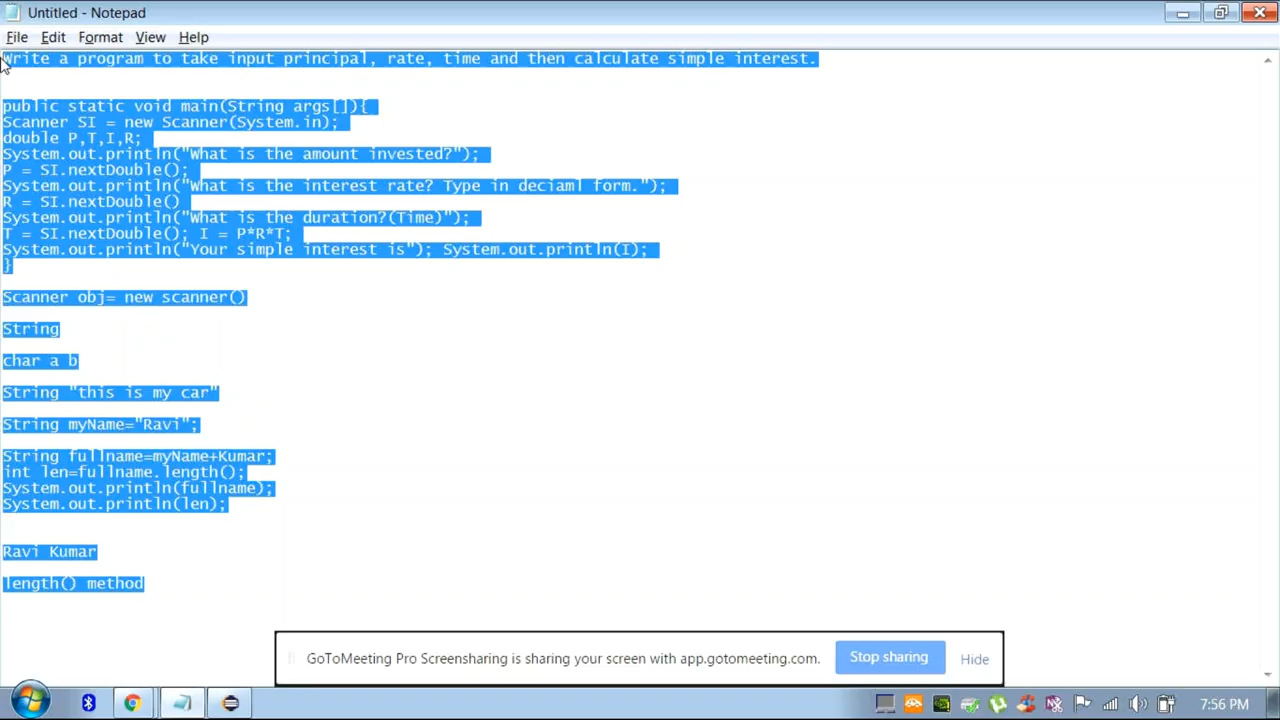 Untitled - Notepad
File Edit Format View Help
Write a program to take input principal, rate, time and then calculate simple interest.
public static void main(String args[]){
Scanner SI = new Scanner(System.in);
double P,T,I,R;
System.out.println("What is the amount invested?");
P = SI.nextDouble();
System.out.println("What is the interest rate? Type in deciaml form.");
R = SI.nextDouble()
System.out.println("What is the duration?(Time)");
T = SI.nextDouble(); I = P*R*T;
System.out.println("Your simple interest is"); System.out.println(I);
}
Scanner obj= new scanner()
String
char a b
String "this is my car"
String myName="Ravi";
String fullname=myName+Kumar;
int len=fullname.length();
System.out.println(fullname);
System.out.println(len);
Ravi Kumar
length() method
GoToMeeting Pro Screensharing is sharing your screen with app.gotomeeting.com. Stop sharing Hide
7:56 PM